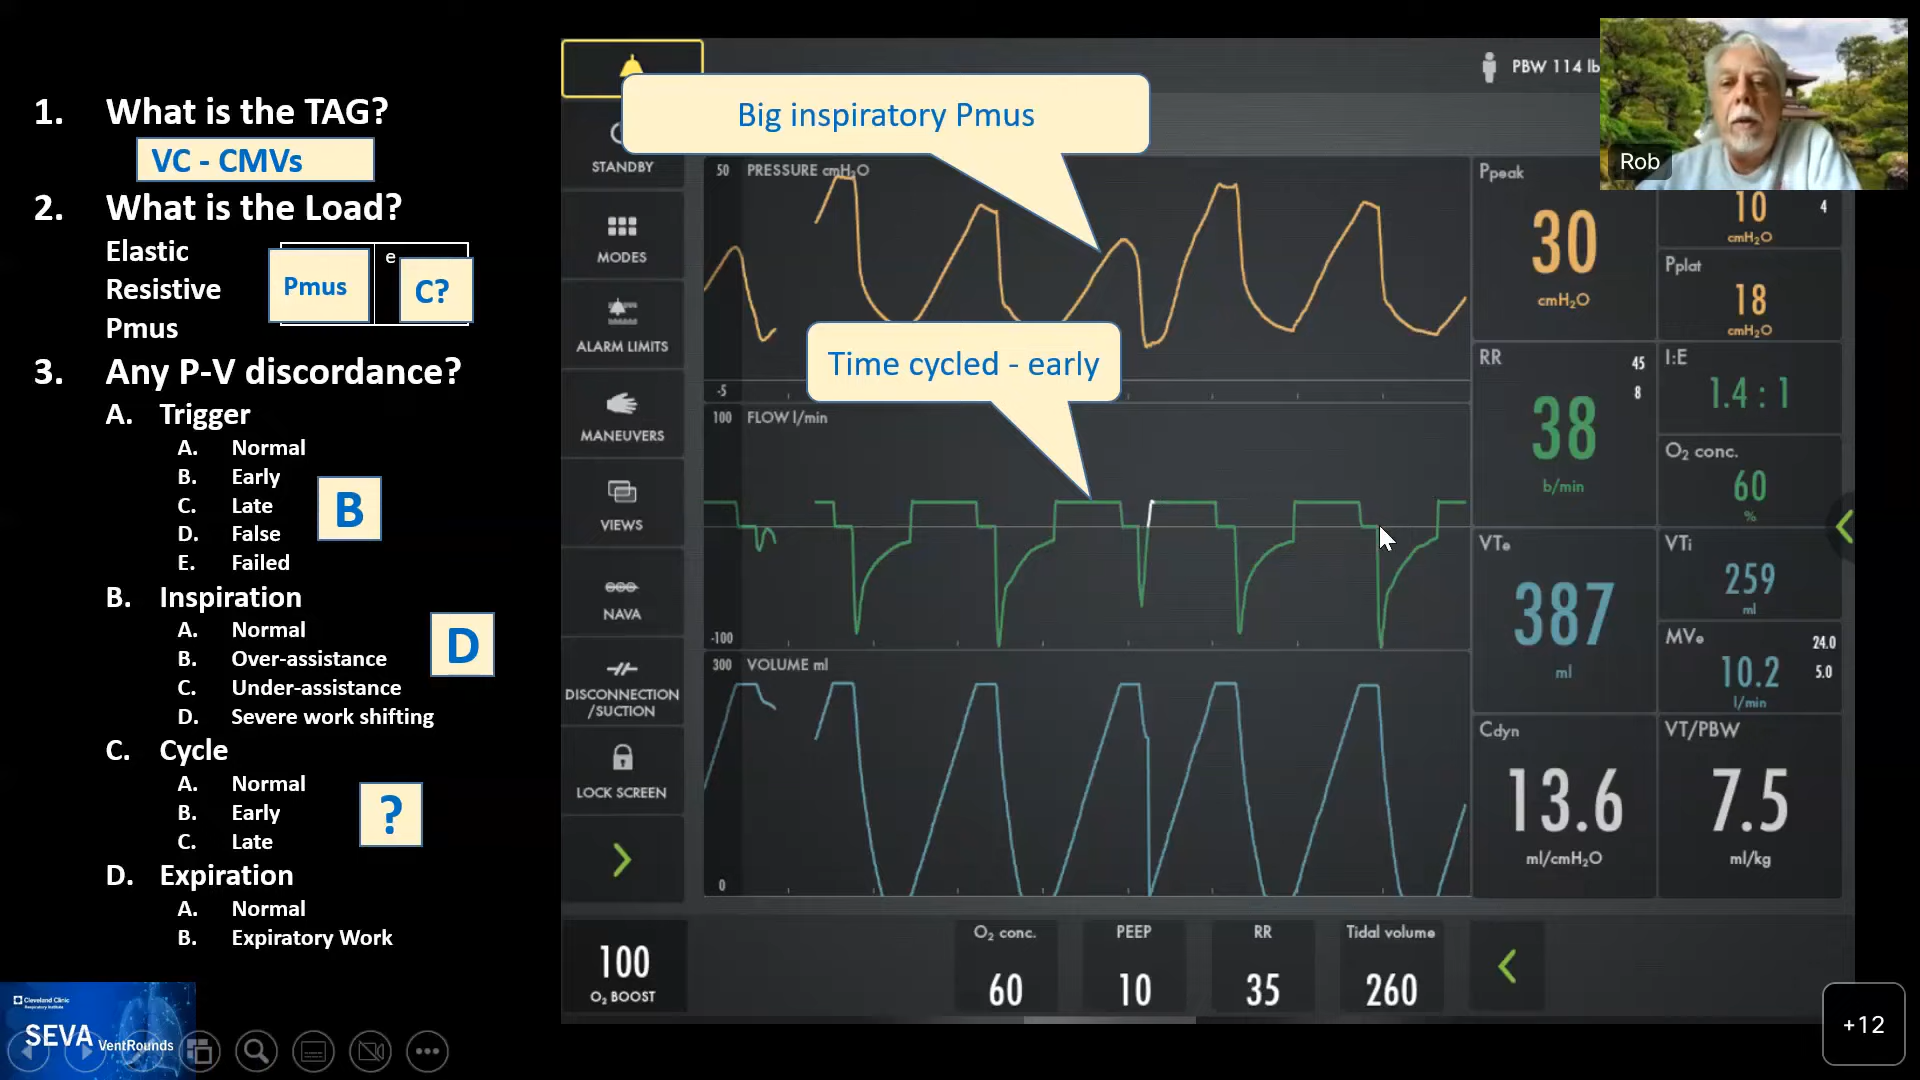 1. What is the TAG?
VC - CMVs
2. What is the Load?
Elastic
Resistive
Pmus
Pmus
e
C?
3. Any P-V discordance?
A. Trigger
A. Normal
B. Early
C. Late
D. False
E. Failed
B
B. Inspiration
A. Normal
B. Over-assistance
C. Under-assistance
D. Severe work shifting
D
C. Cycle
A. Normal
B. Early
C. Late
?
D. Expiration
A. Normal
B. Expiratory Work
Cleveland Clinic
SEVA VentRounds
Big inspiratory Pmus
Time cycled - early
STANDBY
MODES
ALARM LIMITS
MANEUVERS
VIEWS
NAVA
DISCONNECTION
/SUCTION
LOCK SCREEN
100
O₂ BOOST
50 PRESSURE cmH₂O
-5
100 FLOW l/min
-100
300 VOLUME ml
0
PBW 114 lb
Rob
Ppeak
30
cmH₂O
10 4
cmH₂O
Pplat
18
cmH₂O
RR 45
8
38
b/min
I:E
1.4 : 1
O₂ conc.
60
%
VTe
387
ml
VTi
259
ml
MVe 24.0
10.2 5.0
l/min
Cdyn
13.6
ml/cmH₂O
VT/PBW
7.5
ml/kg
O₂ conc.
60
PEEP
10
RR
35
Tidal volume
260
+12